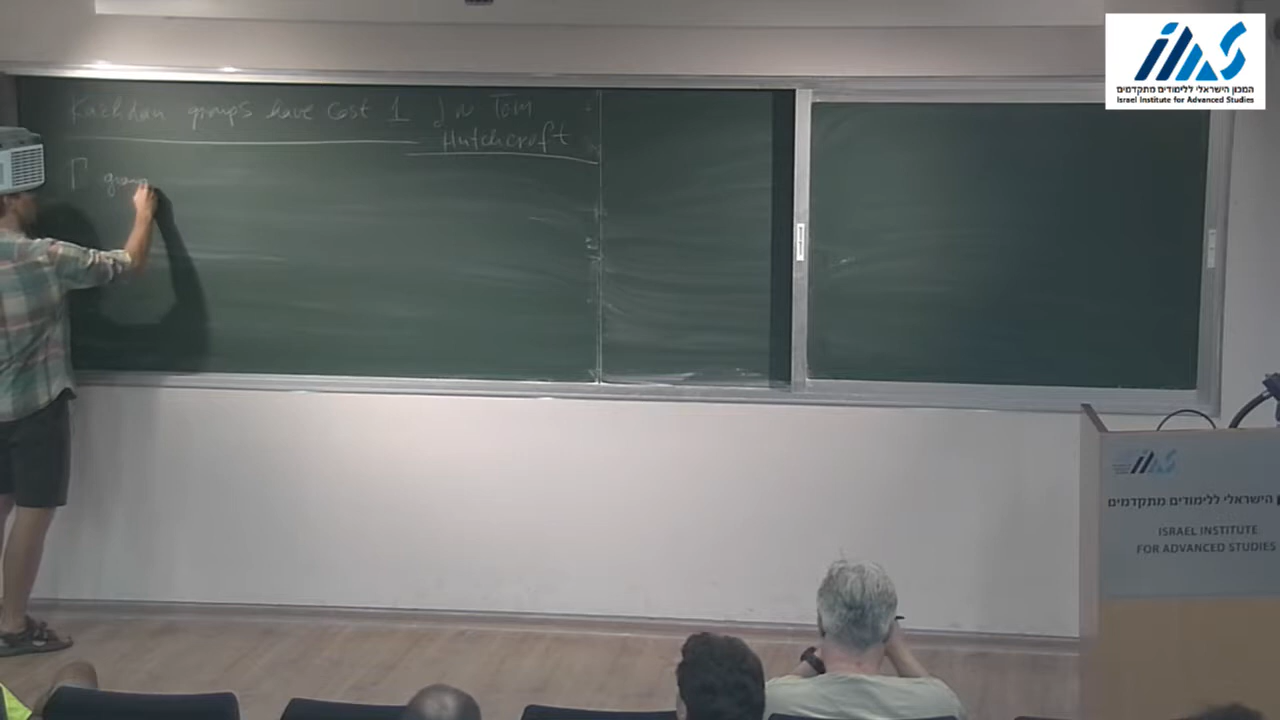 Kazhdan groups have cost 1 Jw Tom
Hutchcroft
Γ group
המכון הישראלי ללימודים מתקדמים
Israel Institute for Advanced Studies
הישראלי ללימודים מתקדמים
ISRAEL INSTITUTE
FOR ADVANCED STUDIES